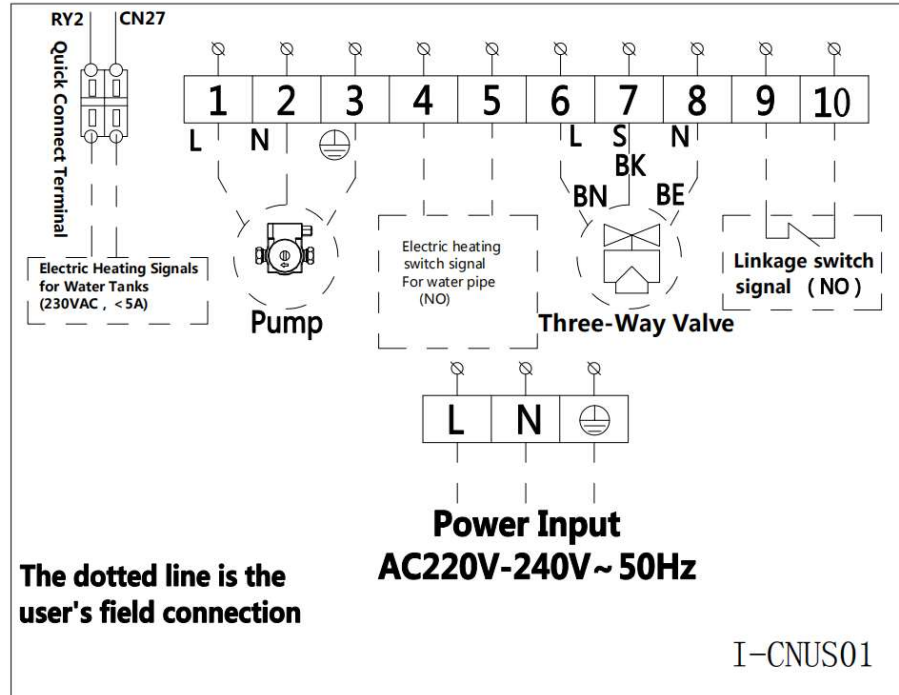 RY2 CN27
Quick Connect Terminal
1 2 3 4 5 6 7 8 9 10
L N L S N
BK
BN BE
Electric Heating Signals
for Water Tanks
(230VAC , <5A)
Pump
Electric heating
switch signal
For water pipe
(NO)
Three-Way Valve
Linkage switch
signal (NO)
L N
Power Input
AC220V-240V~50Hz
The dotted line is the
user's field connection
I-CNUS01